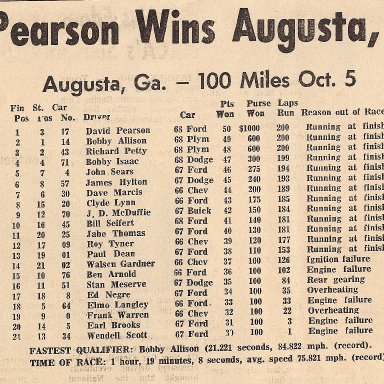 Pearson Wins Augusta,
Augusta, Ga. — 100 Miles Oct. 5
Fin St. Car Pts Purse Laps
Pos Pos No. Driver Car Won Won Run Reason out of Race
1 3 17 David Pearson 68 Ford 50 $1000 200 Running at finish
2 1 14 Bobby Allison 68 Plym 49 600 200 Running at finish
3 2 43 Richard Petty 68 Plym 48 600 200 Running at finish
4 4 71 Bobby Isaac 68 Dodge 47 300 199 Running at finish
5 7 4 John Sears 67 Ford 46 275 194 Running at finish
6 8 57 James Hylton 67 Dodge 45 240 193 Running at finish
7 6 30 Dave Marcis 66 Chev 44 200 189 Running at finish
8 15 20 Clyde Lynn 66 Ford 43 175 185 Running at finish
9 12 70 J. D. McDuffie 67 Buick 42 150 184 Running at finish
10 16 45 Bill Seifert 68 Ford 41 140 181 Running at finish
11 20 25 Jabe Thomas 67 Ford 40 130 181 Running at finish
12 17 09 Roy Tyner 66 Chev 39 120 177 Running at finish
13 19 01 Paul Dean 67 Ford 38 110 153 Running at finish
14 21 02 Walsen Gardner 66 Chev 37 100 126 Ignition failure
15 10 76 Ben Arnold 66 Ford 36 100 102 Engine failure
16 11 51 Stan Meserve 67 Dodge 35 100 84 Rear gearing
17 18 8 Ed Negre 67 Ford 34 100 35 Overheating
18 5 64 Elmo Langley 66 Ford 33 100 33 Engine failure
19 9 0 Frank Warren 66 Chev 32 100 22 Overheating
20 14 5 Earl Brooks 67 Ford 31 100 3 Engine failure
21 13 34 Wendell Scott 67 Ford 100 1 Engine failure
FASTEST QUALIFIER: Bobby Allison (21.221 seconds, 84.822 mph. (record).
TIME OF RACE: 1 hour, 19 minutes, 8 seconds, avg. speed 75.821 mph. (record)